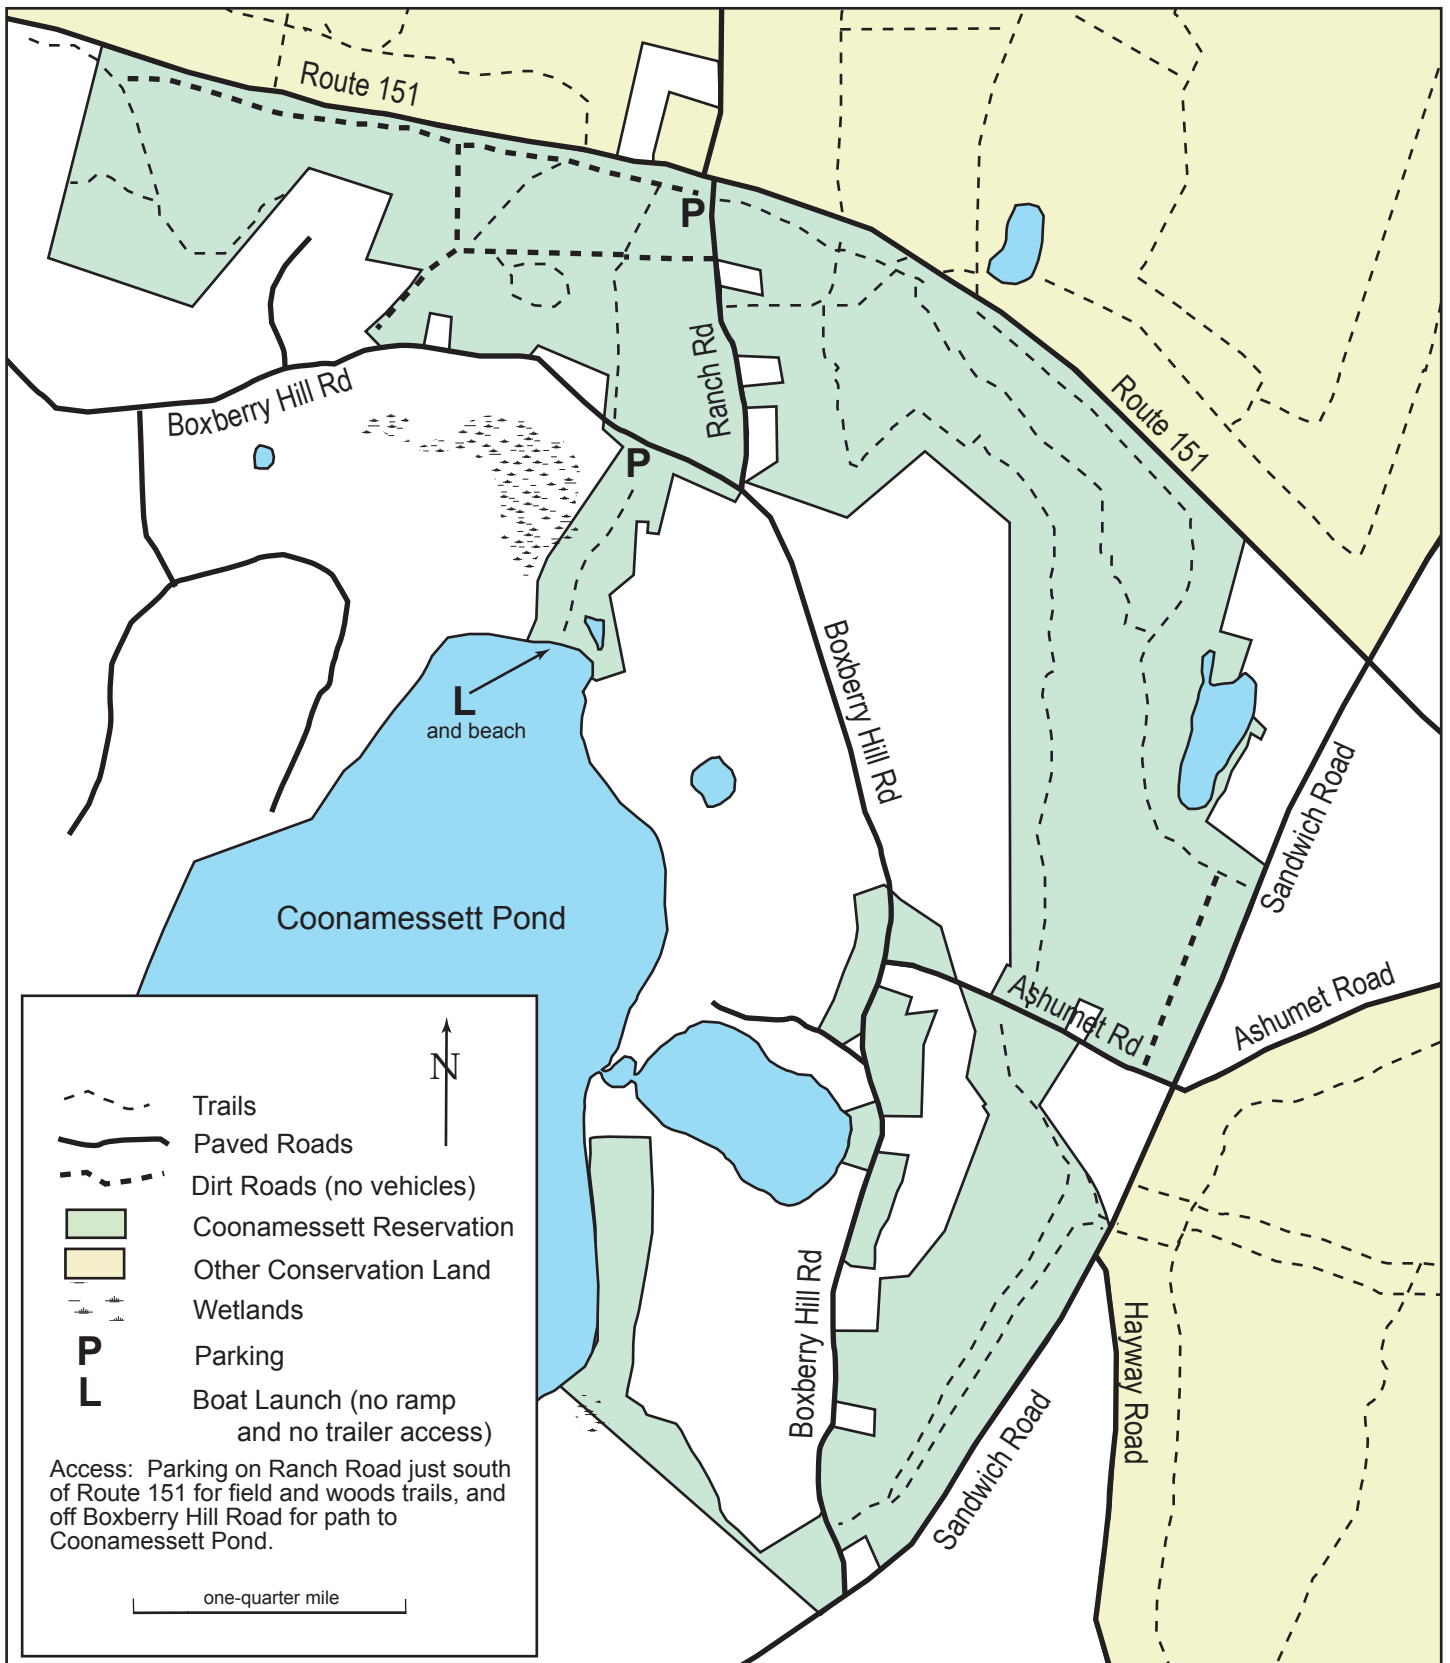 Route 151
P
Ranch Rd
Boxberry Hill Rd
Route 151
P
Boxberry Hill Rd
L
and beach
Sandwich Road
Coonamessett Pond
Ashumet Rd
Ashumet Road
N
Trails
Paved Roads
Dirt Roads (no vehicles)
Coonamessett Reservation
Other Conservation Land
Wetlands
P Parking
L Boat Launch (no ramp
and no trailer access)
Access: Parking on Ranch Road just south
of Route 151 for field and woods trails, and
off Boxberry Hill Road for path to
Coonamessett Pond.
one-quarter mile
Boxberry Hill Rd
Hayway Road
Sandwich Road